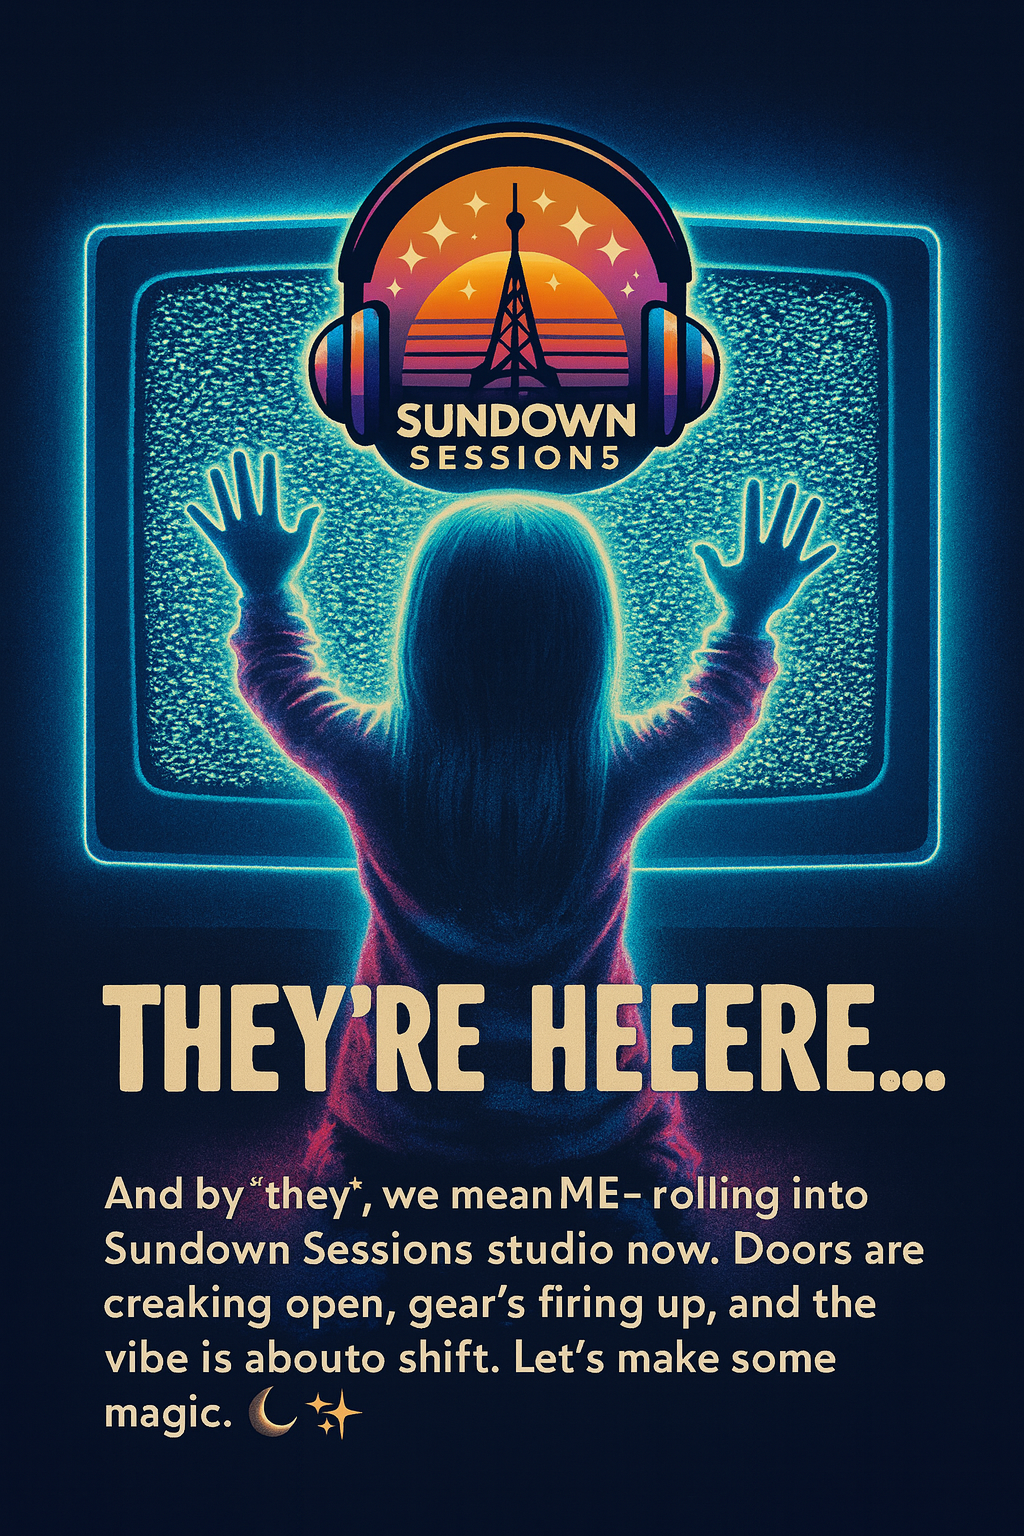 SUNDOWN
SESSION5
THEY'RE HEEERE...
And by “they*, we mean ME– rolling into
Sundown Sessions studio now. Doors are
creaking open, gear's firing up, and the
vibe is abouto shift. Let's make some
magic. 🌙✨